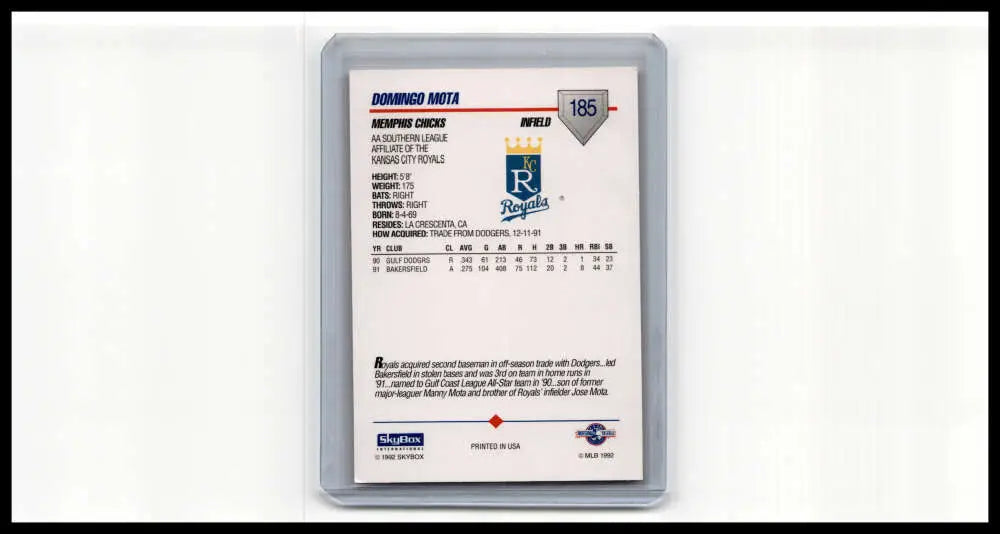 DOMINGO MOTA
185
MEMPHIS CHICKS INFIELD
AA SOUTHERN LEAGUE
AFFILIATE OF THE
KANSAS CITY ROYALS
KC
R
Royals ®
HEIGHT: 5'8'
WEIGHT: 175
BATS: RIGHT
THROWS: RIGHT
BORN: 8-4-69
RESIDES: LA CRESCENTA, CA
HOW ACQUIRED: TRADE FROM DODGERS, 12-11-91
YR CLUB CL AVG G AB R H 2B 3B HR RBI SB
90 GULF DODGRS R .343 61 213 46 73 12 2 1 34 23
91 BAKERSFIELD A .275 104 408 75 112 20 2 8 44 37
Royals acquired second baseman in off-season trade with Dodgers...led
Bakersfield in stolen bases and was 3rd on team in home runs in
'91...named to Gulf Coast League All-Star team in '90...son of former
major-leaguer Manny Mota and brother of Royals' infielder Jose Mota.
SkyBox
INTERNATIONAL
© 1992 SKYBOX
PRINTED IN USA
© MLB 1992